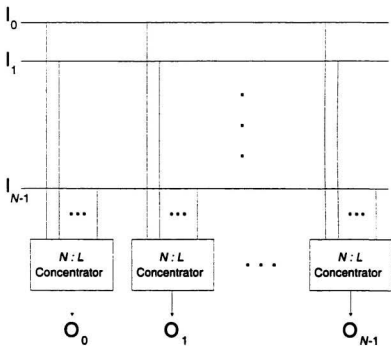 I0
I1
IN-1
... ... ...
N : L Concentrator N : L Concentrator . . . N : L Concentrator
O0 O1 ON-1